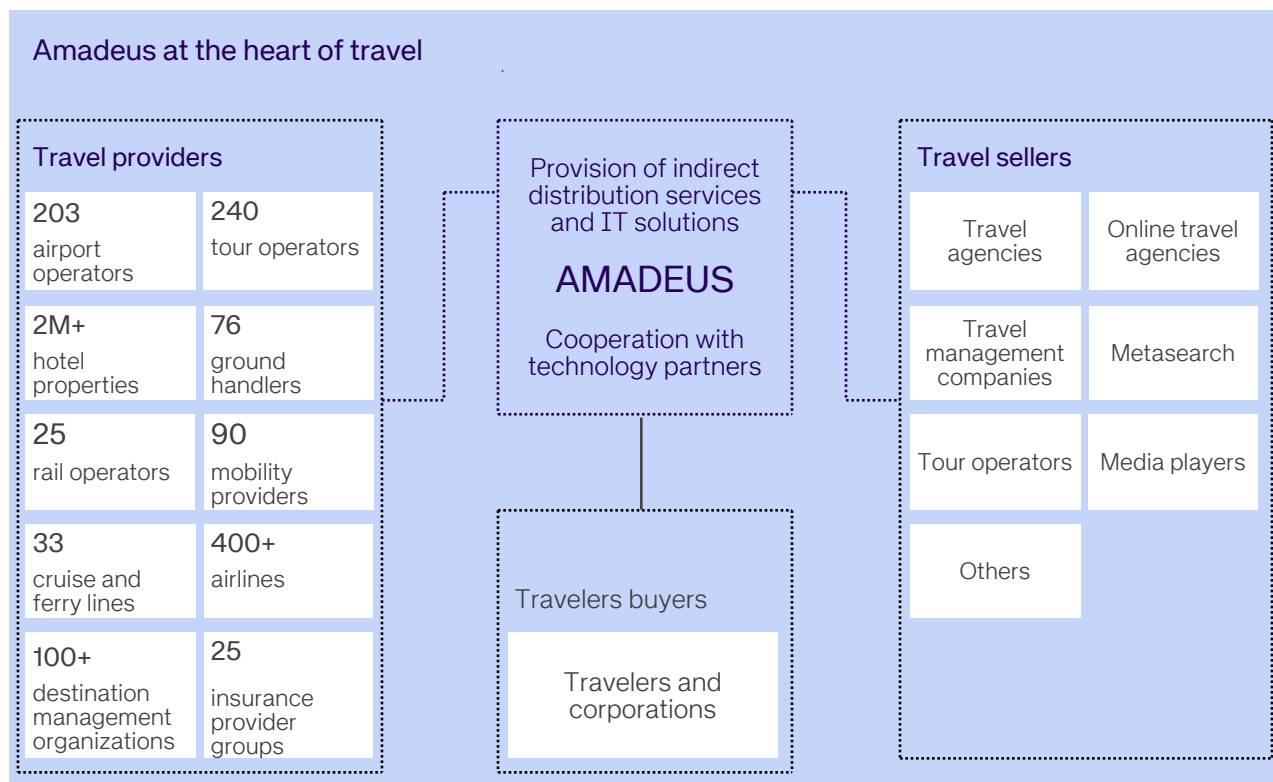 Amadeus at the heart of travel
Travel providers
203
airport
operators
240
tour operators
2M+
hotel
properties
76
ground
handlers
25
rail operators
90
mobility
providers
33
cruise and
ferry lines
400+
airlines
100+
destination
management
organizations
25
insurance
provider
groups
Provision of indirect
distribution services
and IT solutions
AMADEUS
Cooperation with
technology partners
Travelers buyers
Travelers and
corporations
Travel sellers
Travel
agencies
Online travel
agencies
Travel
management
companies
Metasearch
Tour operators
Media players
Others